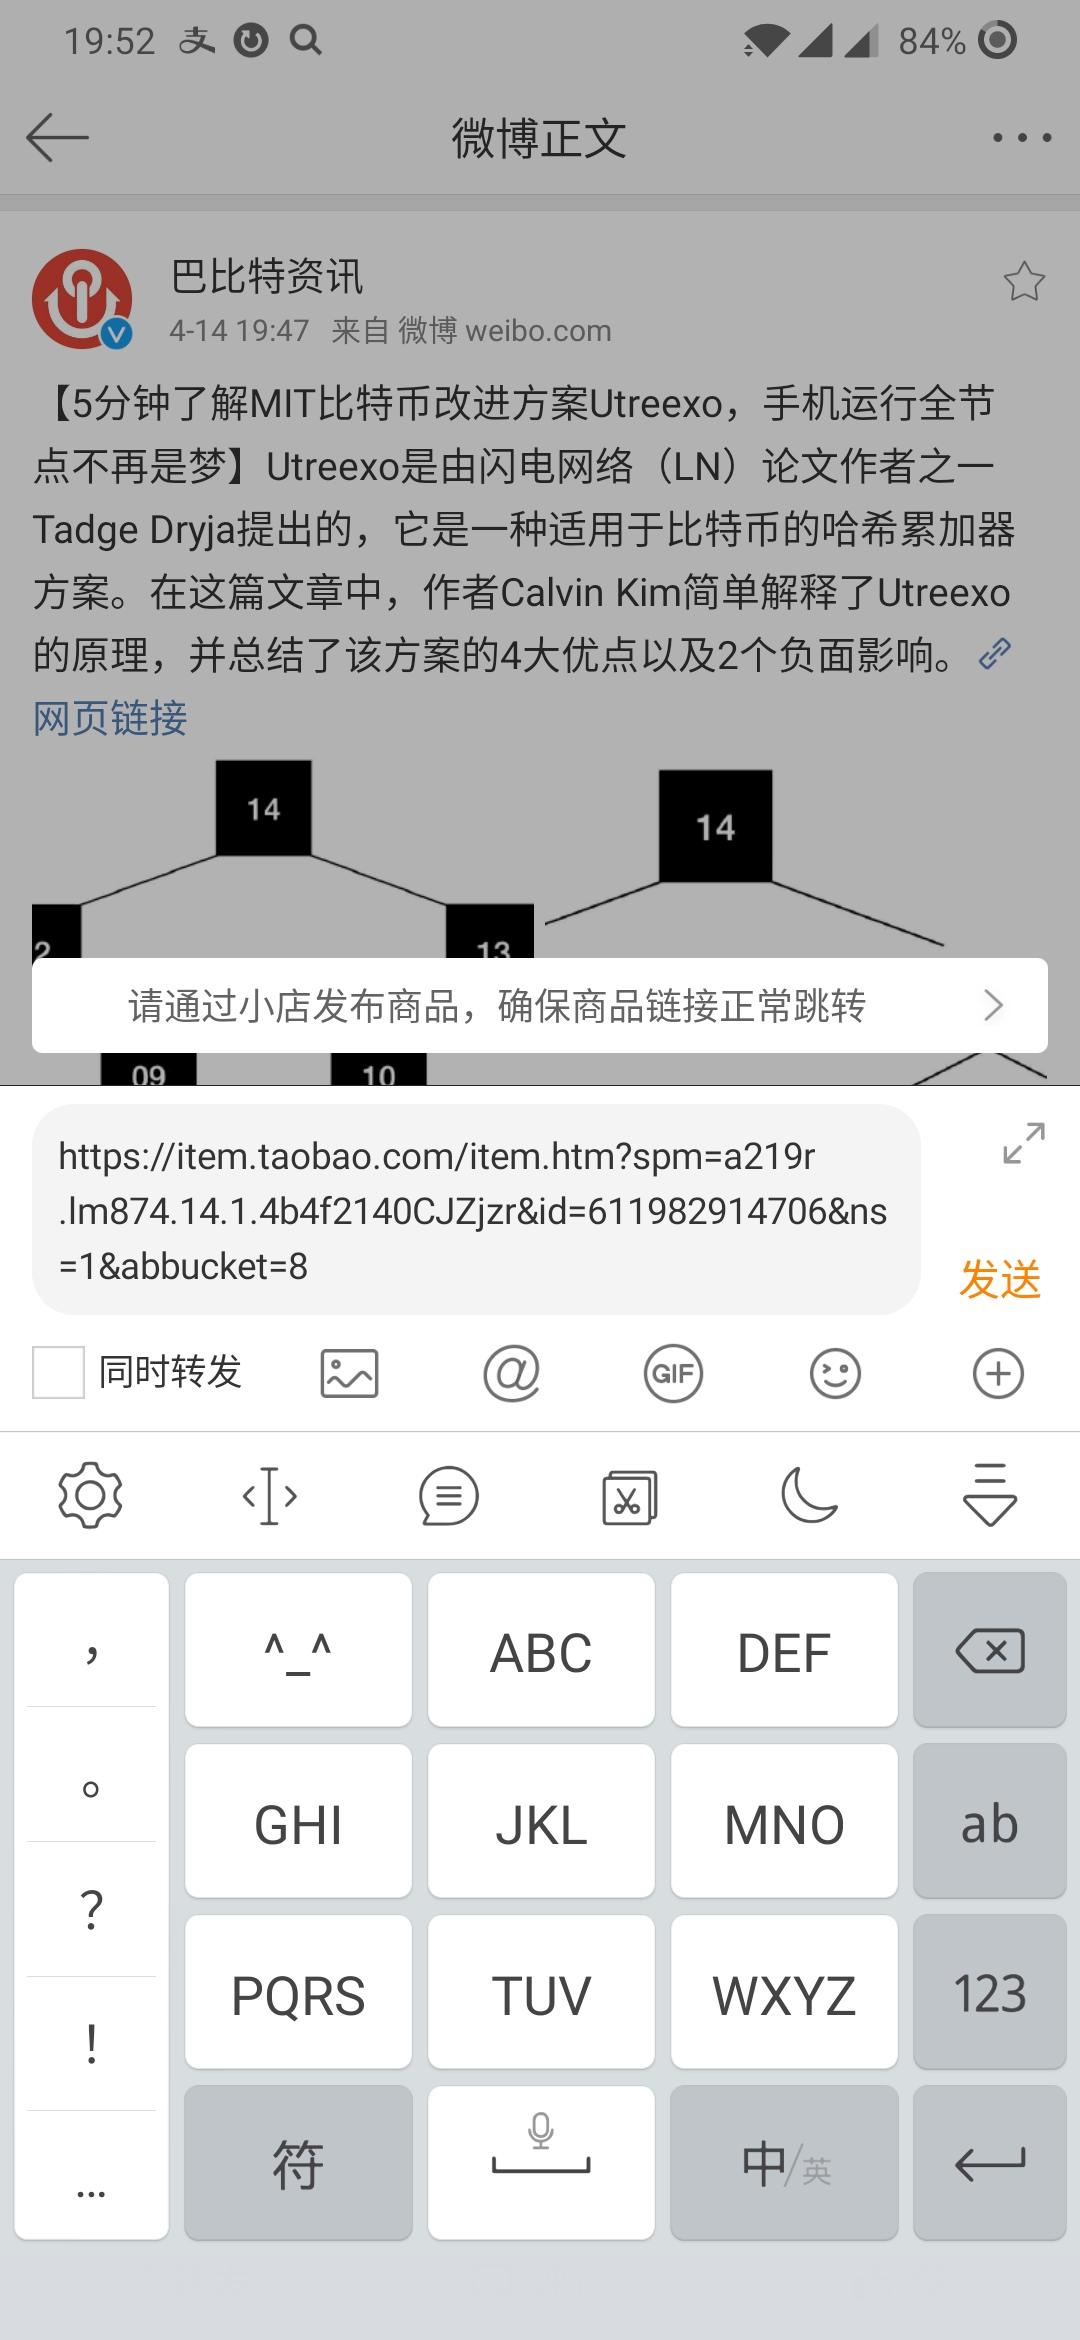 19:52 支 84%
微博正文
巴比特资讯
4-14 19:47 来自 微博 weibo.com
【5分钟了解MIT比特币改进方案Utreexo，手机运行全节
点不再是梦】Utreexo是由闪电网络（LN）论文作者之一
Tadge Dryja提出的，它是一种适用于比特币的哈希累加器
方案。在这篇文章中，作者Calvin Kim简单解释了Utreexo
的原理，并总结了该方案的4大优点以及2个负面影响。
网页链接
14
14
2
13
请通过小店发布商品，确保商品链接正常跳转
09
10
https://item.taobao.com/item.htm?spm=a219r
.lm874.14.1.4b4f2140CJZjzr&id=611982914706&ns
=1&abbucket=8
发送
同时转发
GIF
， ^_^ ABC DEF
。 GHI JKL MNO ab
？ PQRS TUV WXYZ 123
！
… 符 中/英